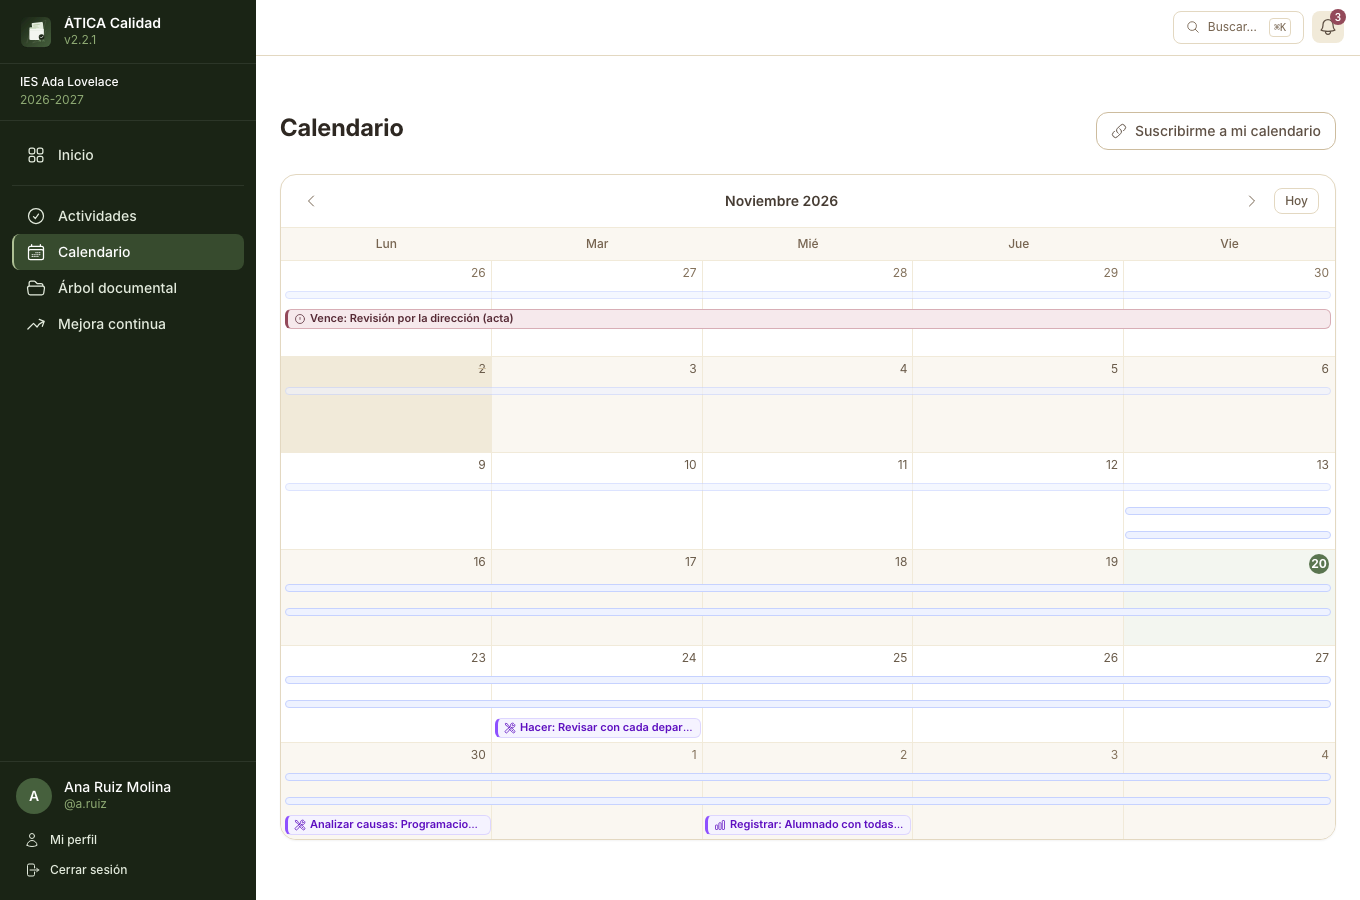 ÁTICA Calidad
v2.2.1
IES Ada Lovelace
2026-2027
Inicio
Actividades
Calendario
Árbol documental
Mejora continua
Ana Ruiz Molina
A
@a.ruiz
Mi perfil
Cerrar sesión
Buscar... ⌘K
3
Calendario
Suscribirme a mi calendario
Noviembre 2026
Hoy
Lun Mar Mié Jue Vie
26 27 28 29 30
Vence: Revisión por la dirección (acta)
2 3 4 5 6
9 10 11 12 13
16 17 18 19 20
23 24 25 26 27
Hacer: Revisar con cada depar...
30 1 2 3 4
Analizar causas: Programacio... Registrar: Alumnado con todas...